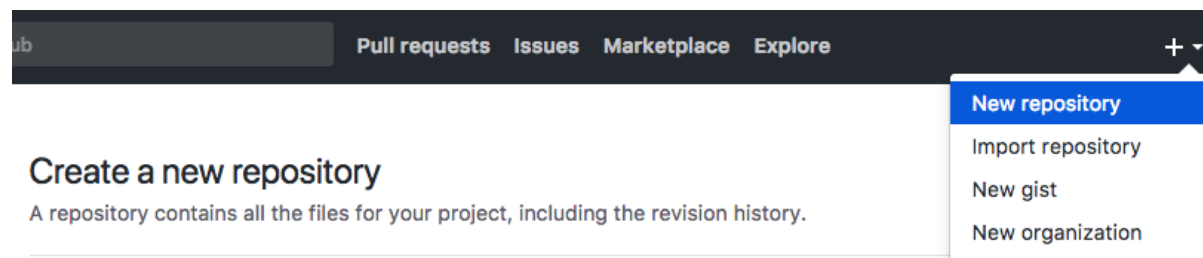 ub Pull requests Issues Marketplace Explore +
New repository
Import repository
New gist
New organization
Create a new repository
A repository contains all the files for your project, including the revision history.